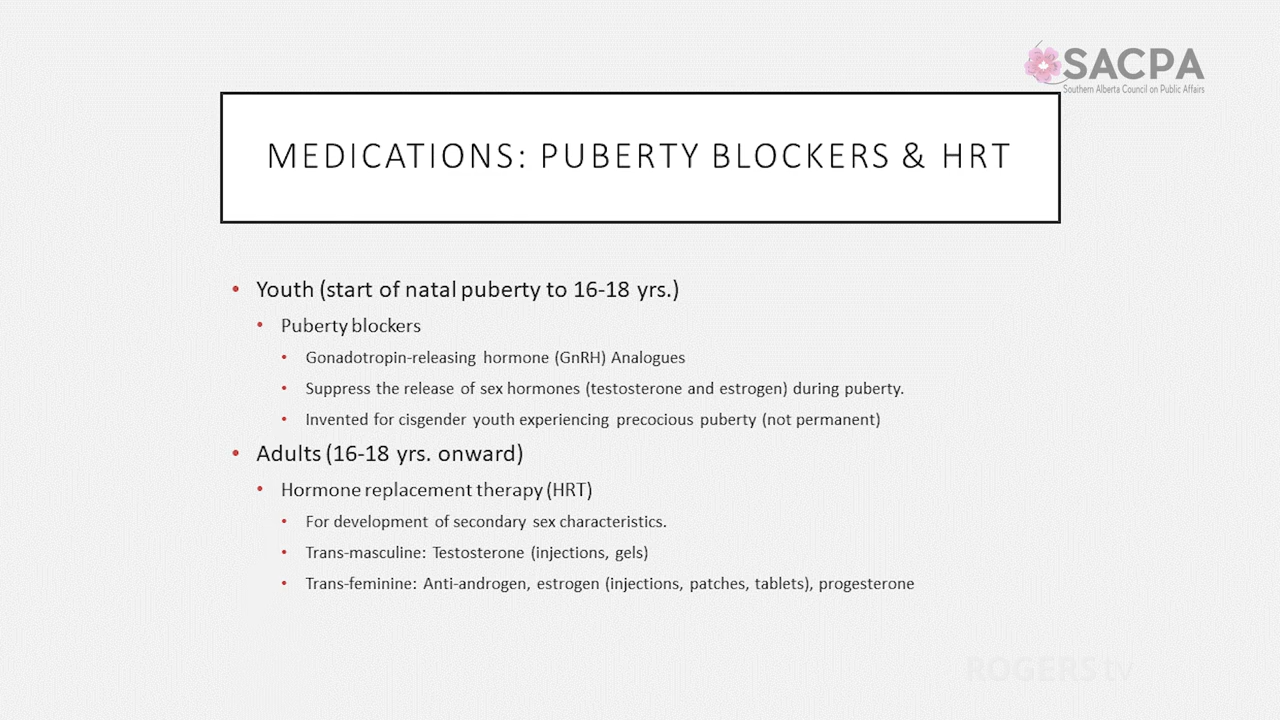 SACPA
Southern Alberta Council on Public Affairs
MEDICATIONS: PUBERTY BLOCKERS & HRT
• Youth (start of natal puberty to 16-18 yrs.)
• Puberty blockers
• Gonadotropin-releasing hormone (GnRH) Analogues
• Suppress the release of sex hormones (testosterone and estrogen) during puberty.
• Invented for cisgender youth experiencing precocious puberty (not permanent)
• Adults (16-18 yrs. onward)
• Hormone replacement therapy (HRT)
• For development of secondary sex characteristics.
• Trans-masculine: Testosterone (injections, gels)
• Trans-feminine: Anti-androgen, estrogen (injections, patches, tablets), progesterone
ROGERS tv